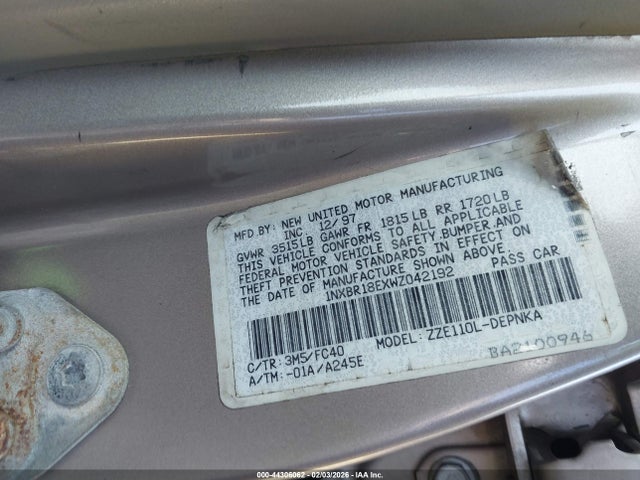 MFD BY: NEW UNITED MOTOR MANUFACTURING
INC 12/97
GVWR 3515LB GAWR FR 1815LB RR 1720LB
THIS VEHICLE CONFORMS TO ALL APPLICABLE
FEDERAL MOTOR VEHICLE SAFETY, BUMPER, AND
THEFT PREVENTION STANDARDS IN EFFECT ON
THE DATE OF MANUFACTURE SHOWN ABOVE.
1NXBR18EXWZ042192 PASS CAR
C/TR: 3M5/FC40 MODEL: ZZE110L-DEPNKA
A/TM: -01A/A245E BA2100946
000-44306062 02/03/2026 - IAA Inc.